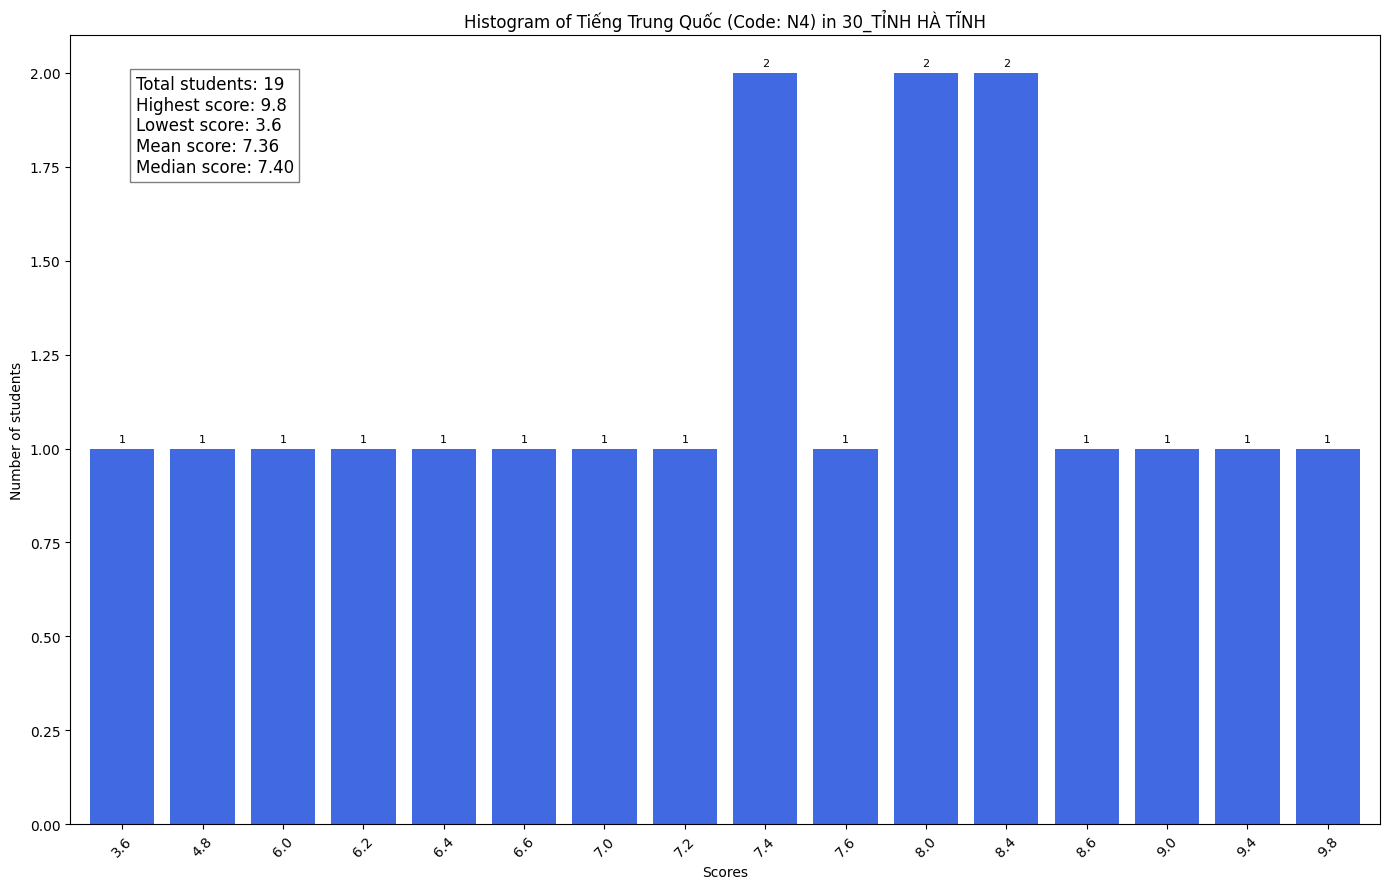 Histogram of Tiếng Trung Quốc (Code: N4) in 30_TỈNH HÀ TĨNH
Total students: 19
Highest score: 9.8
Lowest score: 3.6
Mean score: 7.36
Median score: 7.40
Number of students
2.00
1.75
1.50
1.25
1.00
0.75
0.50
0.25
0.00
1 1 1 1 1 1 1 1 2 1 2 2 1 1 1 1
3.6 4.8 6.0 6.2 6.4 6.6 7.0 7.2 7.4 7.6 8.0 8.4 8.6 9.0 9.4 9.8
Scores